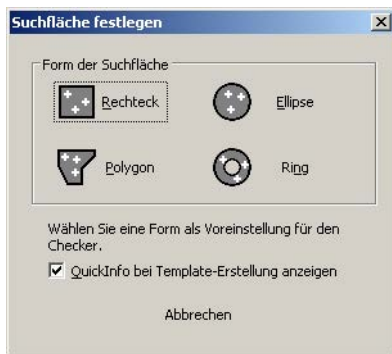 Suchfläche festlegen
Form der Suchfläche
Rechteck Ellipse
Polygon Ring
Wählen Sie eine Form als Voreinstellung für den
Checker.
QuickInfo bei Template-Erstellung anzeigen
Abbrechen